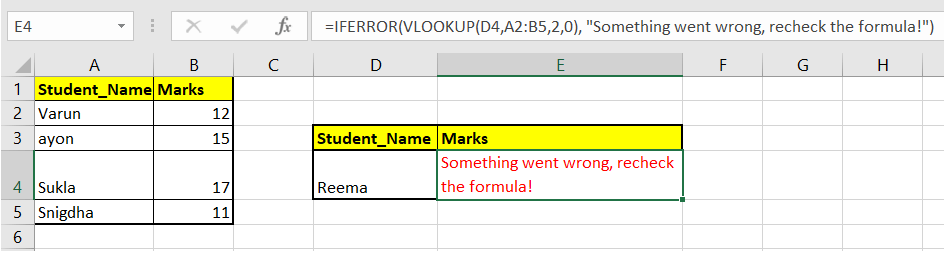 E4 fx =IFERROR(VLOOKUP(D4,A2:B5,2,0), "Something went wrong, recheck the formula!")
A B C D E F G H
1 Student_Name Marks
2 Varun 12
3 ayon 15 Student_Name Marks
Something went wrong, recheck
4 Sukla 17 Reema the formula!
5 Snigdha 11
6